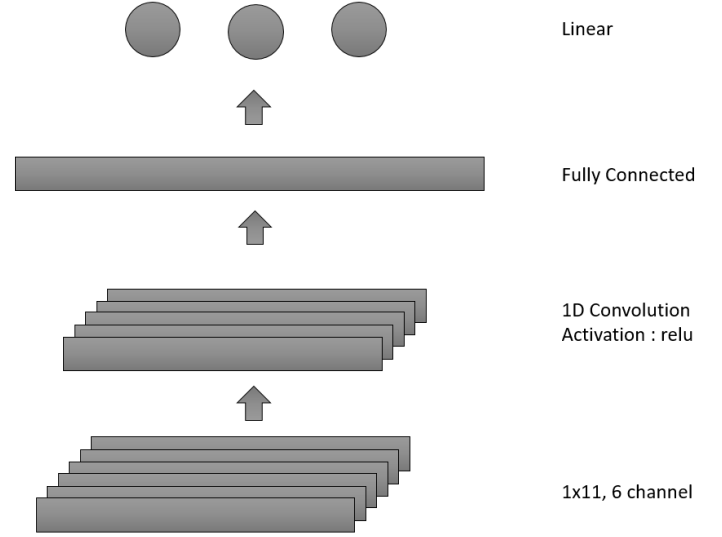 Linear
Fully Connected
1D Convolution
Activation : relu
1x11, 6 channel